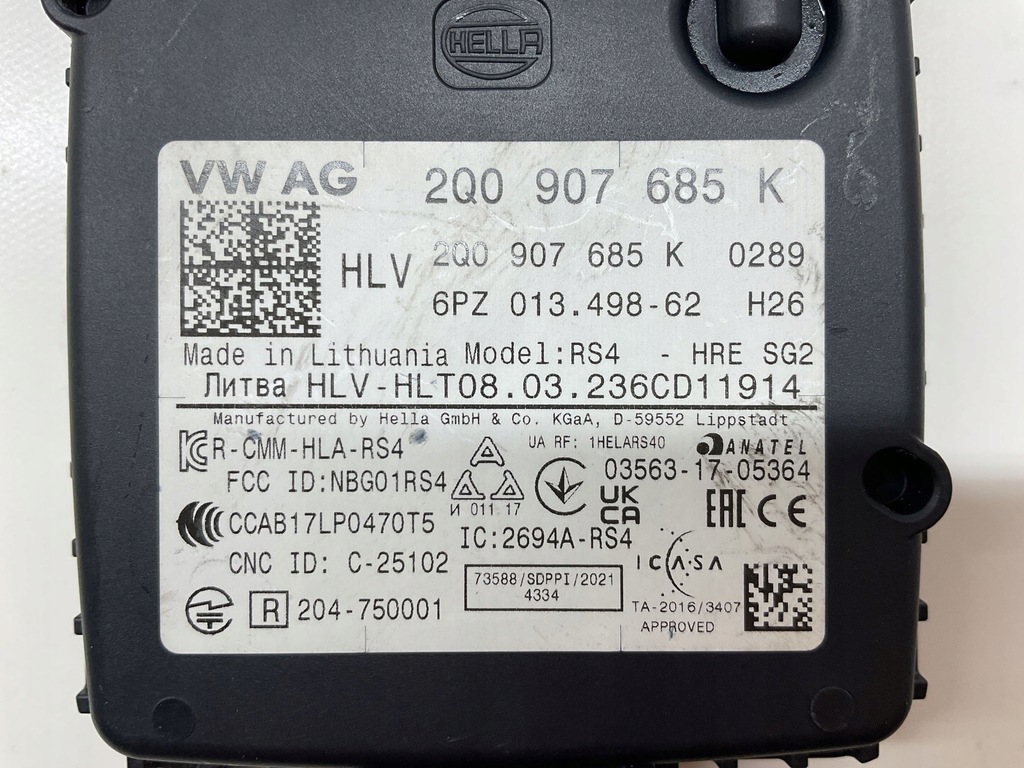 HELLA
VW AG 2Q0 907 685 K
HLV 2Q0 907 685 K 0289
6PZ 013.498-62 H26
Made in Lithuania Model:RS4 - HRE SG2
Литва HLV-HLT08.03.236CD11914
Manufactured by Hella GmbH & Co. KGaA, D-59552 Lippstadt
R-CMM-HLA-RS4
UA RF: 1HELARS40
ANATEL
FCC ID:NBG01RS4
03563-17-05364
И 011 17
UK
CA
EAC CE
CCAB17LP0470T5
IC:2694A-RS4
CNC ID: C-25102
ICASA
73588/SDPPI/2021
4334
R 204-750001
TA-2016/3407
APPROVED